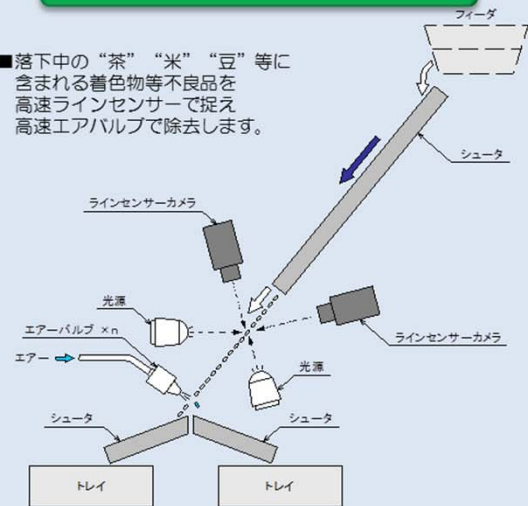 フィーダ
■落下中の“茶”“米”“豆”等に
含まれる着色物等不良品を
高速ラインセンサーで捉え
高速エアバルブで除去します。
シュータ
ラインセンサーカメラ
光源
エアーバルブ ×n
ラインセンサーカメラ
エアー
光源
シュータ
シュータ
トレイ
トレイ